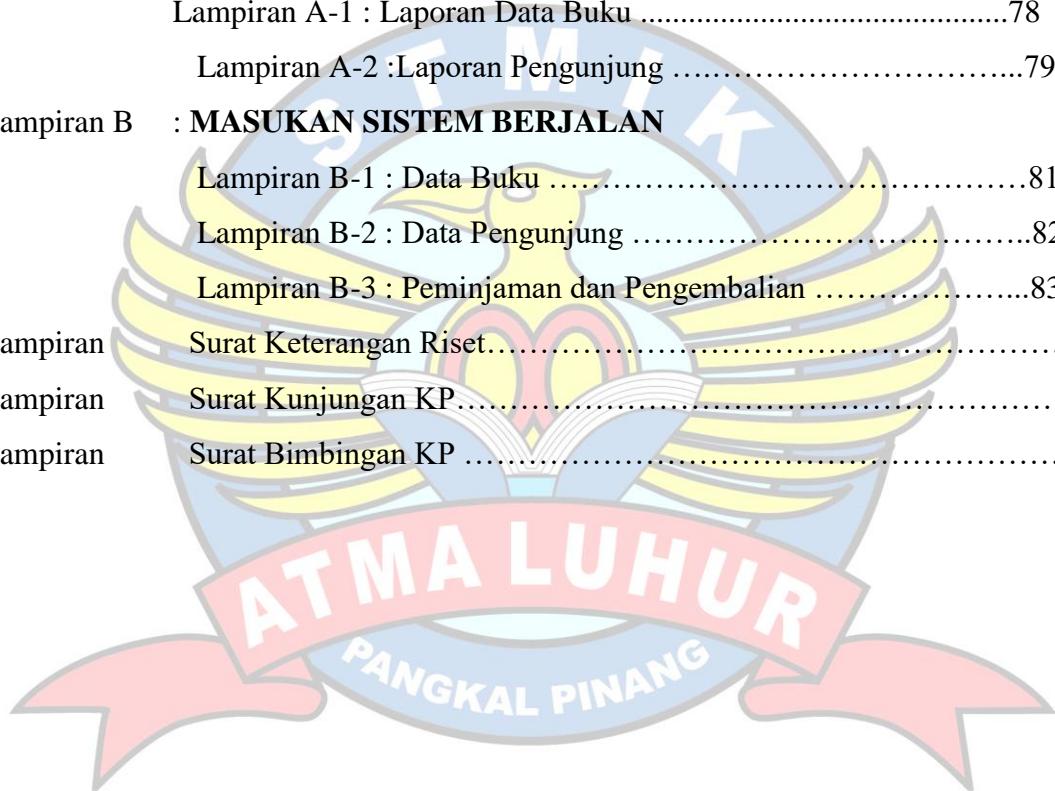 Lampiran A-1 : Laporan Data Buku .....................................................78
Lampiran A-2 :Laporan Pengunjung ….…………………………...79
ampiran B : MASUKAN SISTEM BERJALAN
Lampiran B-1 : Data Buku ………………………………………81
Lampiran B-2 : Data Pengunjung ………………………………..82
Lampiran B-3 : Peminjaman dan Pengembalian ………………...83
ampiran Surat Keterangan Riset………………………………………………
ampiran Surat Kunjungan KP…………………………………………………
ampiran Surat Bimbingan KP …………………………………………………
STMIK
ATMA LUHUR
PANGKAL PINANG